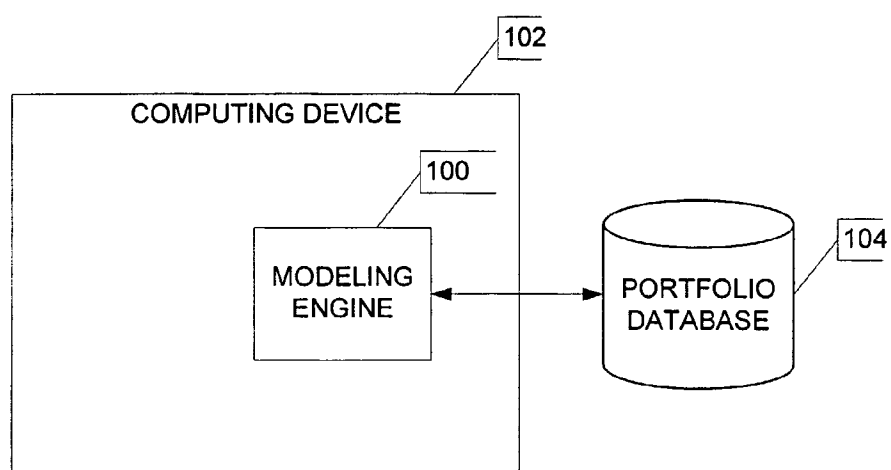 102
COMPUTING DEVICE
100
104
MODELING
ENGINE
PORTFOLIO
DATABASE